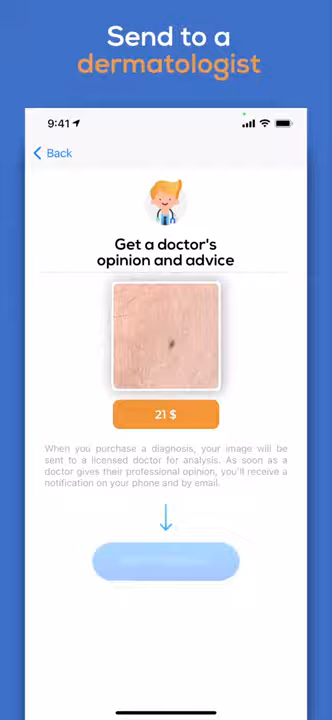 Send to a
dermatologist
9:41
Back
Get a doctor's
opinion and advice
21 $
When you purchase a diagnosis, your image will be
sent to a licensed doctor for analysis. As soon as a
doctor gives their professional opinion, you'll receive a
notification on your phone and by email.